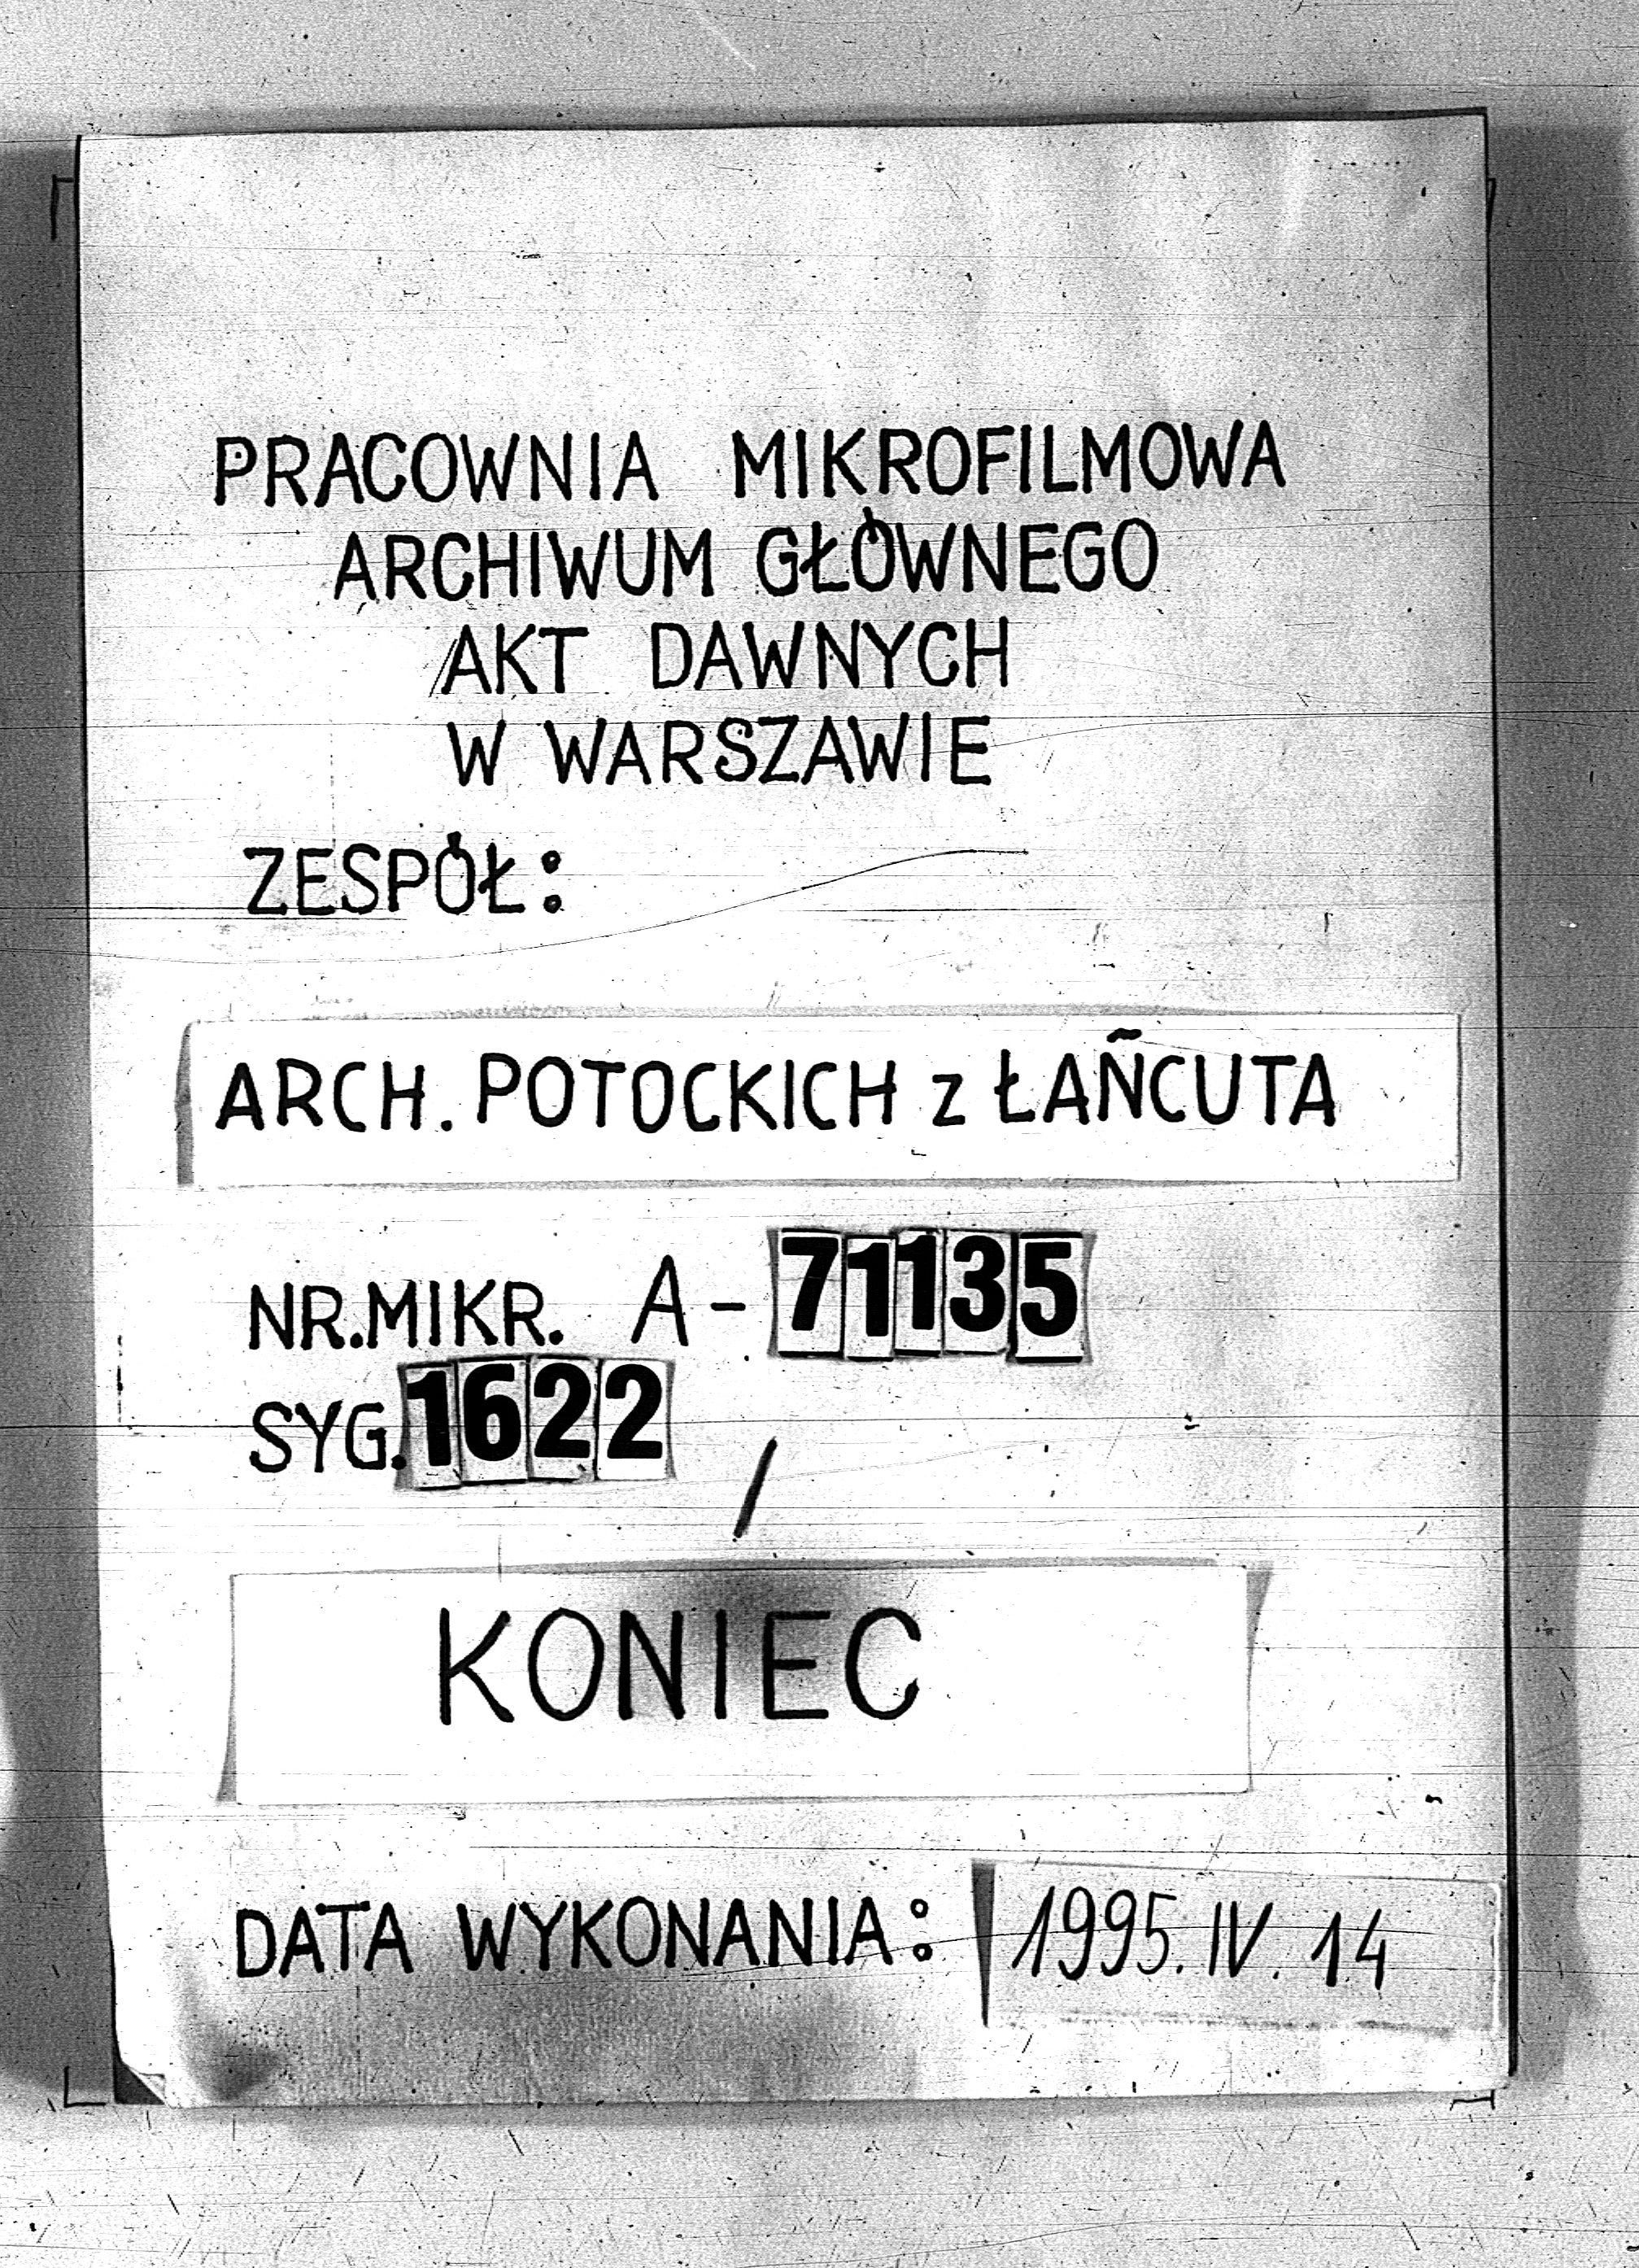 PRACOWNIA MIKROFILMOWA
ARCHIWUM GŁÓWNEGO
AKT DAWNYCH
W WARSZAWIE
ZESPÓŁ:
ARCH. POTOCKICH z ŁAŃCUTA
NR.MIKR. A-71135
SYG.1622
/
KONIEC
DATA WYKONANIA: 1995.IV.14